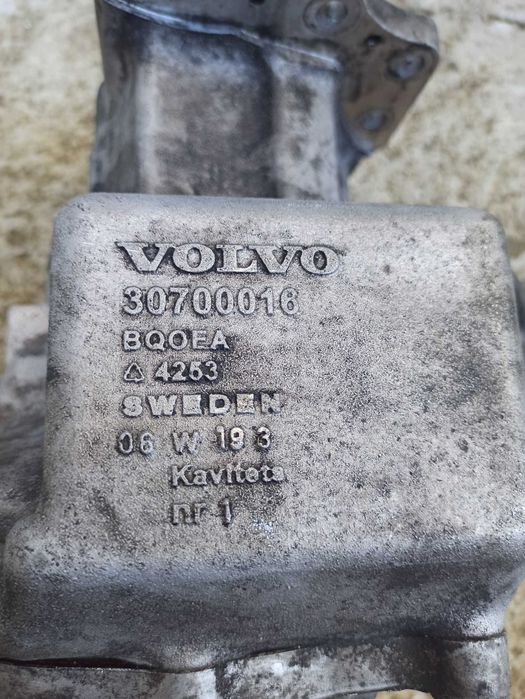 VOLVO
30700016
BQOEA
4253
SWEDEN
06 W 19 3
Kaviteta
nr 1